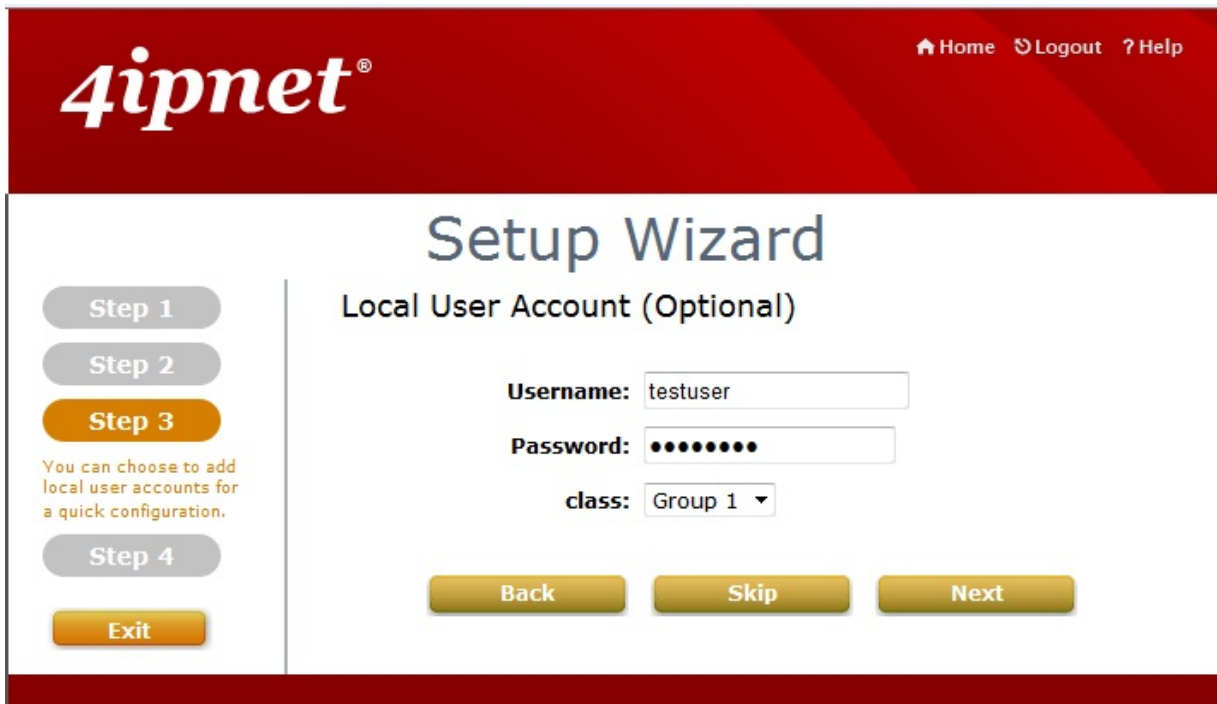 4ipnet®
Home Logout ? Help
Setup Wizard
Step 1
Step 2
Step 3
You can choose to add
local user accounts for
a quick configuration.
Step 4
Exit
Local User Account (Optional)
Username: testuser
Password: ••••••••
class: Group 1
Back Skip Next